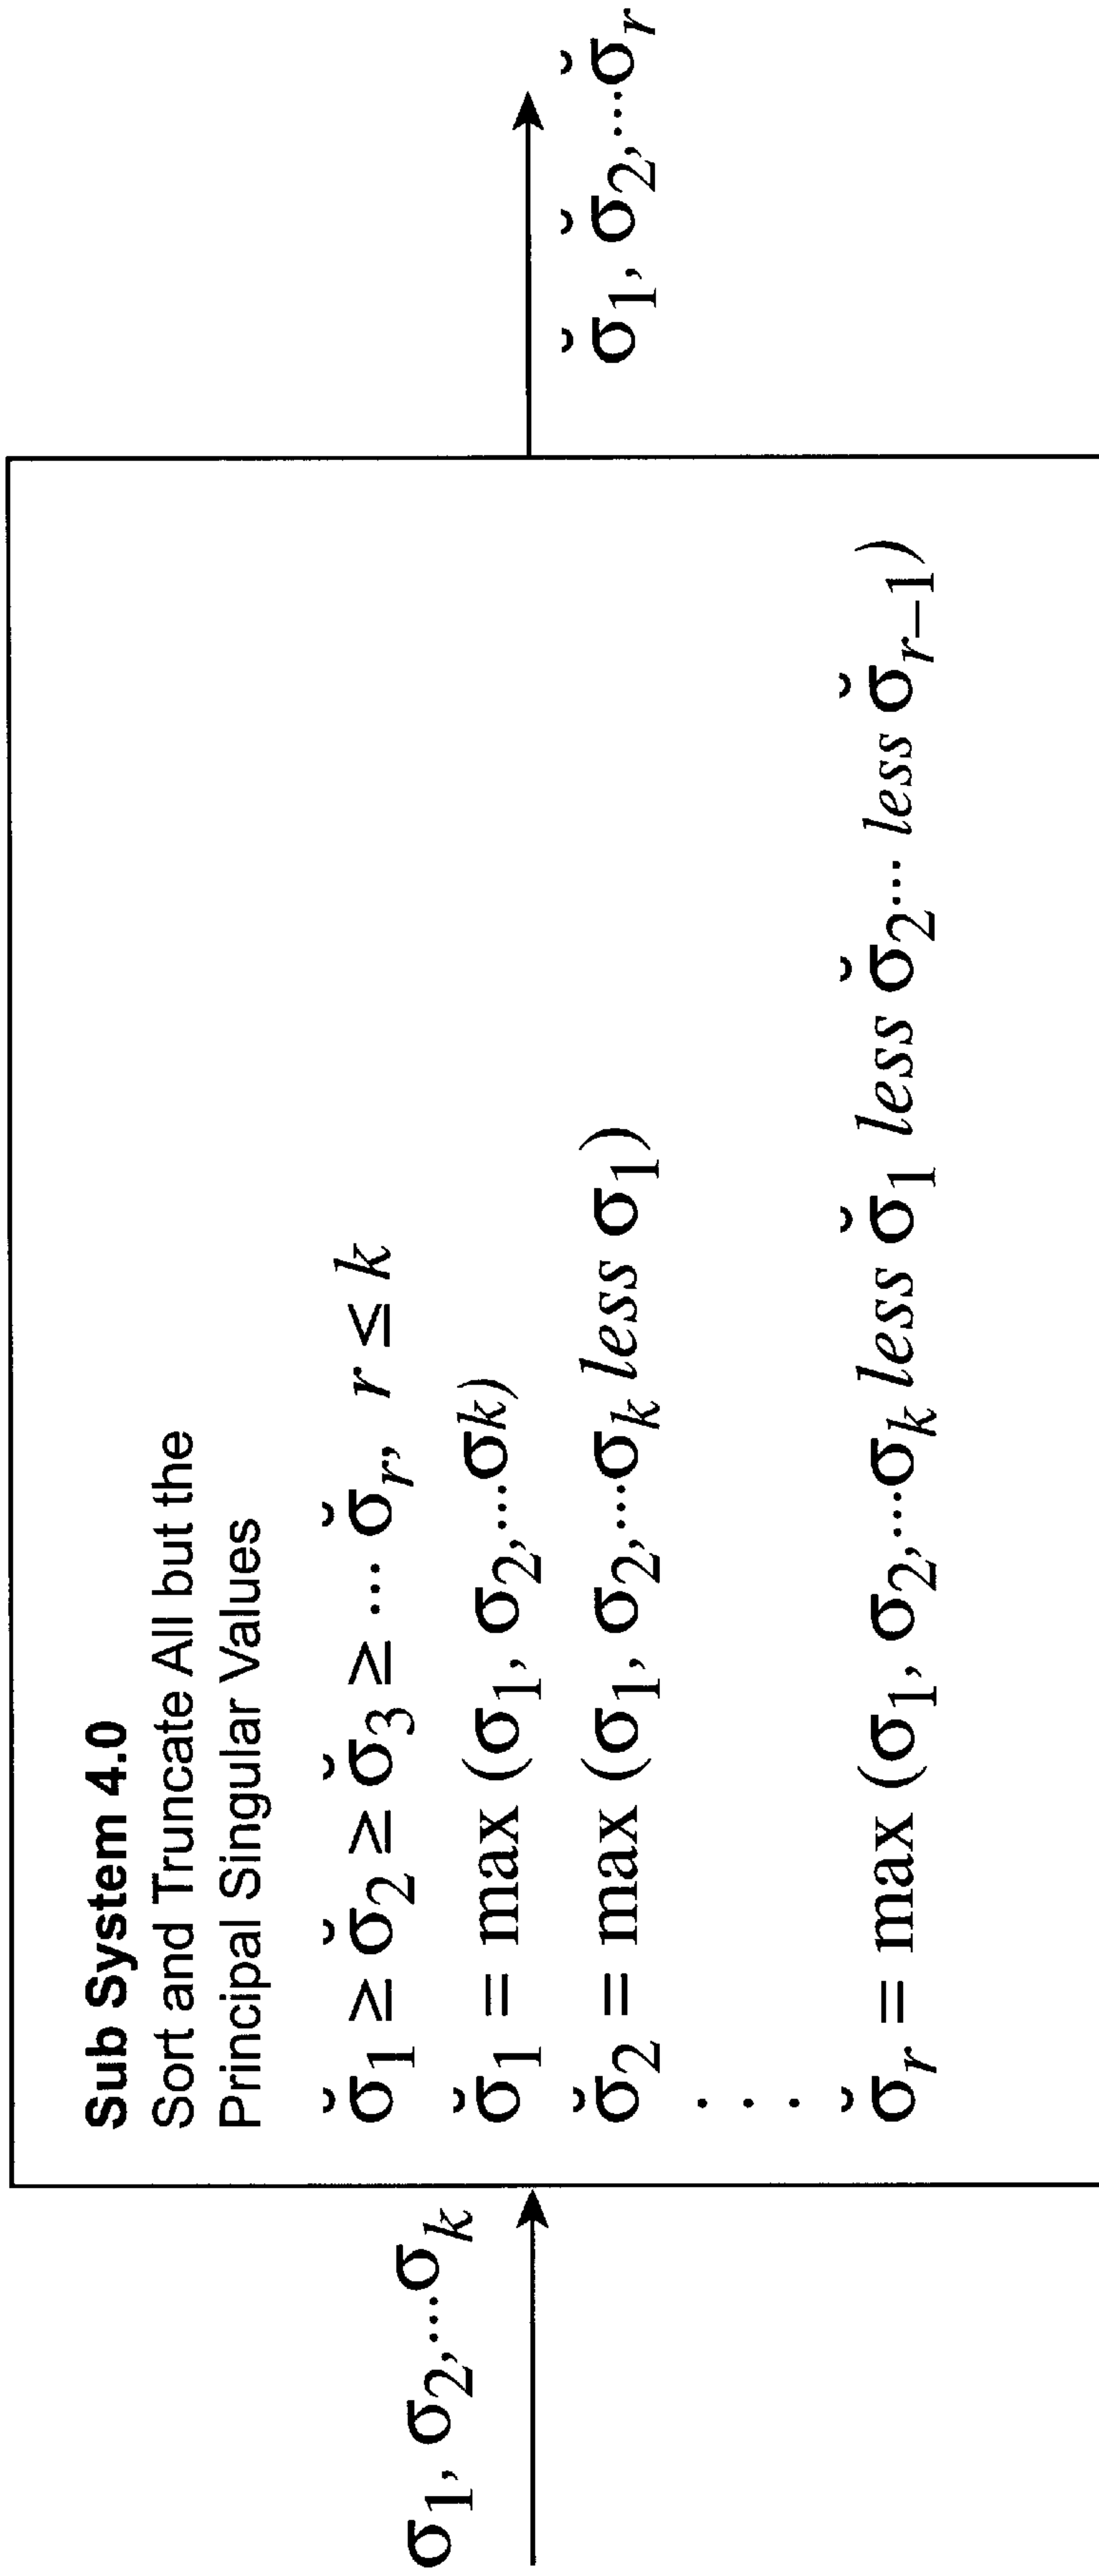 σ1, σ2,...σk
Sub System 4.0
Sort and Truncate All but the
Principal Singular Values
σ̆1 ≥ σ̆2 ≥ σ̆3 ≥ ... σ̆r, r ≤ k
σ̆1 = max (σ1, σ2,...σk)
σ̆2 = max (σ1, σ2,...σk less σ1)
. . .
σ̆r = max (σ1, σ2,...σk less σ̆1 less σ̆2... less σ̆r–1)
σ̆1, σ̆2,...σ̆r